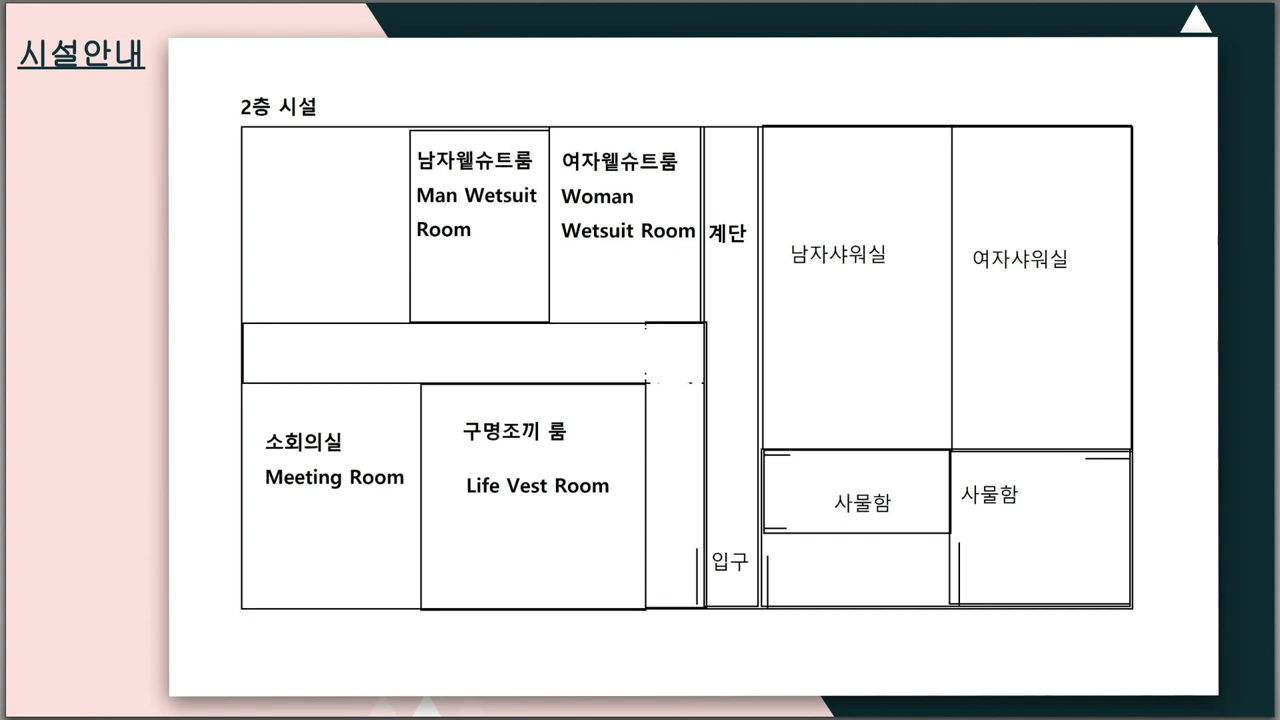 시설안내
2층 시설
남자웰슈트룸
Man Wetsuit
Room
여자웰슈트룸
Woman
Wetsuit Room
계단
남자샤워실
여자샤워실
소회의실
Meeting Room
구명조끼 룸
Life Vest Room
사물함
사물함
입구